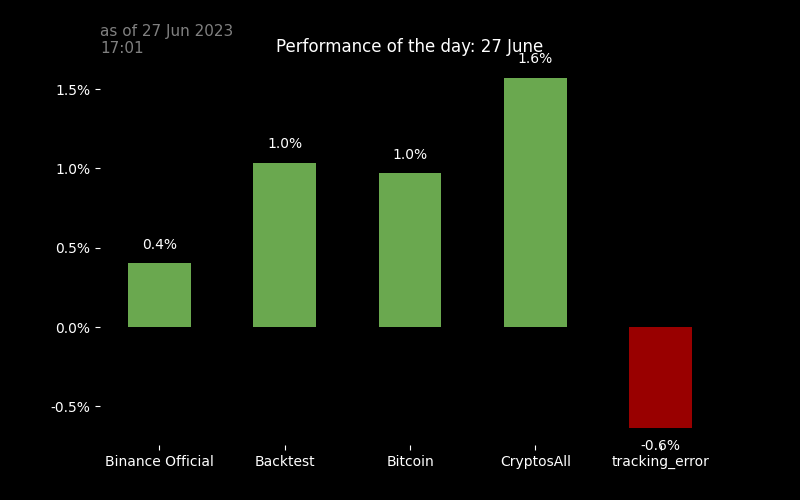 as of 27 Jun 2023
17:01
Performance of the day: 27 June
1.6%
1.5%
1.0%
1.0%
1.0%
0.5%
0.4%
0.0%
-0.5%
-0.6%
Binance Official
Backtest
Bitcoin
CryptosAll
tracking_error